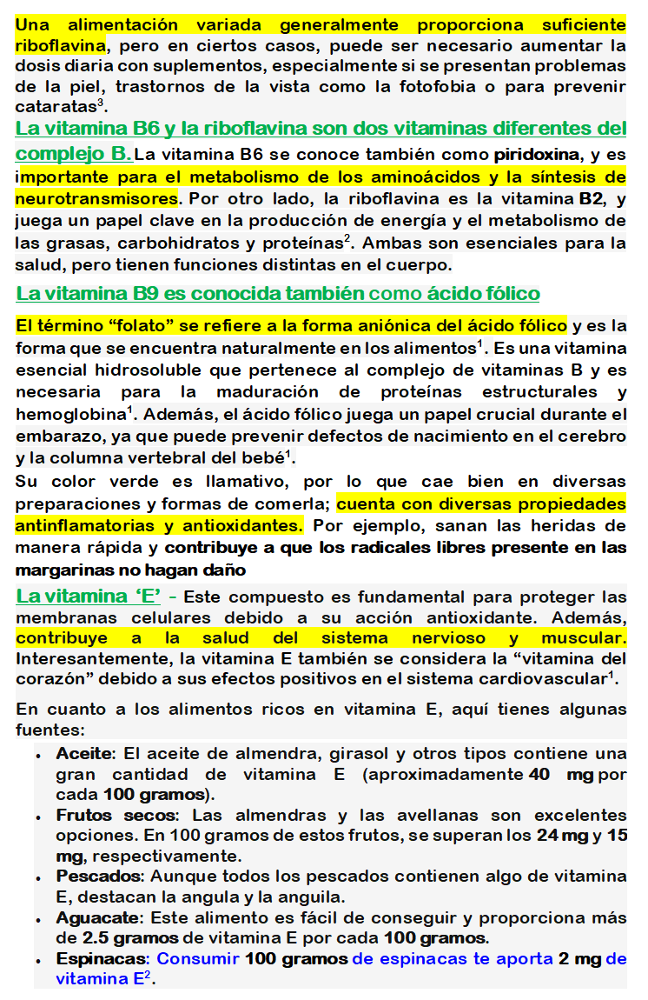 Una alimentación variada generalmente proporciona suficiente
riboflavina, pero en ciertos casos, puede ser necesario aumentar la
dosis diaria con suplementos, especialmente si se presentan problemas
de la piel, trastornos de la vista como la fotofobia o para prevenir
cataratas³.
La vitamina B6 y la riboflavina son dos vitaminas diferentes del
complejo B. La vitamina B6 se conoce también como piridoxina, y es
importante para el metabolismo de los aminoácidos y la síntesis de
neurotransmisores. Por otro lado, la riboflavina es la vitamina B2, y
juega un papel clave en la producción de energía y el metabolismo de
las grasas, carbohidratos y proteínas². Ambas son esenciales para la
salud, pero tienen funciones distintas en el cuerpo.
La vitamina B9 es conocida también como ácido fólico
El término “folato” se refiere a la forma aniónica del ácido fólico y es la
forma que se encuentra naturalmente en los alimentos¹. Es una vitamina
esencial hidrosoluble que pertenece al complejo de vitaminas B y es
necesaria para la maduración de proteínas estructurales y
hemoglobina¹. Además, el ácido fólico juega un papel crucial durante el
embarazo, ya que puede prevenir defectos de nacimiento en el cerebro
y la columna vertebral del bebé¹.
Su color verde es llamativo, por lo que cae bien en diversas
preparaciones y formas de comerla; cuenta con diversas propiedades
antinflamatorias y antioxidantes. Por ejemplo, sanan las heridas de
manera rápida y contribuye a que los radicales libres presente en las
margarinas no hagan daño
La vitamina ‘E’ - Este compuesto es fundamental para proteger las
membranas celulares debido a su acción antioxidante. Además,
contribuye a la salud del sistema nervioso y muscular.
Interesantemente, la vitamina E también se considera la “vitamina del
corazón” debido a sus efectos positivos en el sistema cardiovascular¹.
En cuanto a los alimentos ricos en vitamina E, aquí tienes algunas
fuentes:
• Aceite: El aceite de almendra, girasol y otros tipos contiene una
gran cantidad de vitamina E (aproximadamente 40 mg por
cada 100 gramos).
• Frutos secos: Las almendras y las avellanas son excelentes
opciones. En 100 gramos de estos frutos, se superan los 24 mg y 15
mg, respectivamente.
• Pescados: Aunque todos los pescados contienen algo de vitamina
E, destacan la angula y la anguila.
• Aguacate: Este alimento es fácil de conseguir y proporciona más
de 2.5 gramos de vitamina E por cada 100 gramos.
• Espinacas: Consumir 100 gramos de espinacas te aporta 2 mg de
vitamina E².